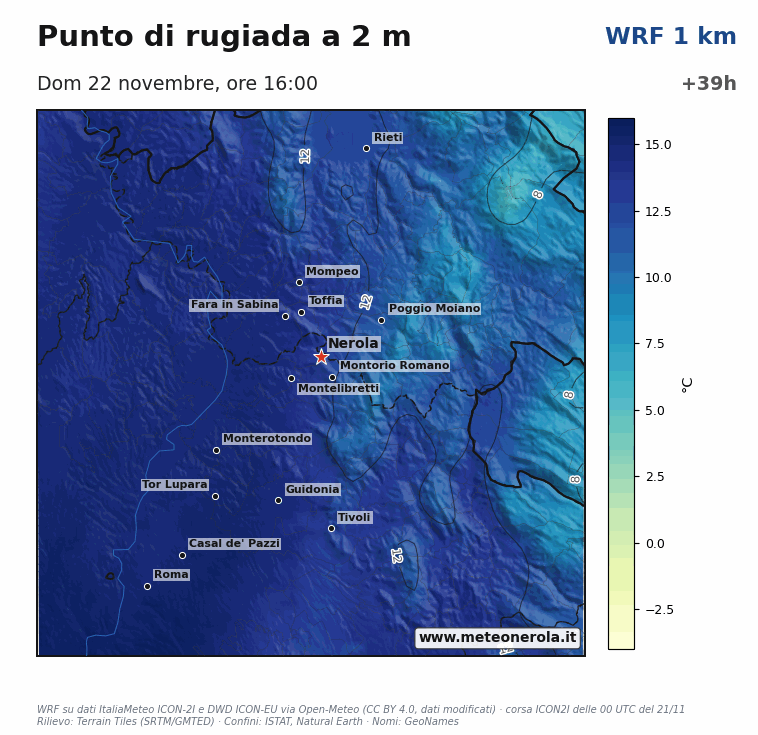 Punto di rugiada a 2 m
WRF 1 km
Dom 22 novembre, ore 16:00
+39h
Rieti
12
8
Mompeo
Toffia
Fara in Sabina
12
Poggio Moiano
Nerola
Montorio Romano
Montelibretti
8
Monterotondo
8
Tor Lupara
Guidonia
Tivoli
Casal de' Pazzi
12
Roma
www.meteonerola.it
15.0
12.5
10.0
7.5
5.0
2.5
0.0
−2.5
°C
WRF su dati ItaliaMeteo ICON-2I e DWD ICON-EU via Open-Meteo (CC BY 4.0, dati modificati) · corsa ICON2I delle 00 UTC del 21/11
Rilievo: Terrain Tiles (SRTM/GMTED) · Confini: ISTAT, Natural Earth · Nomi: GeoNames